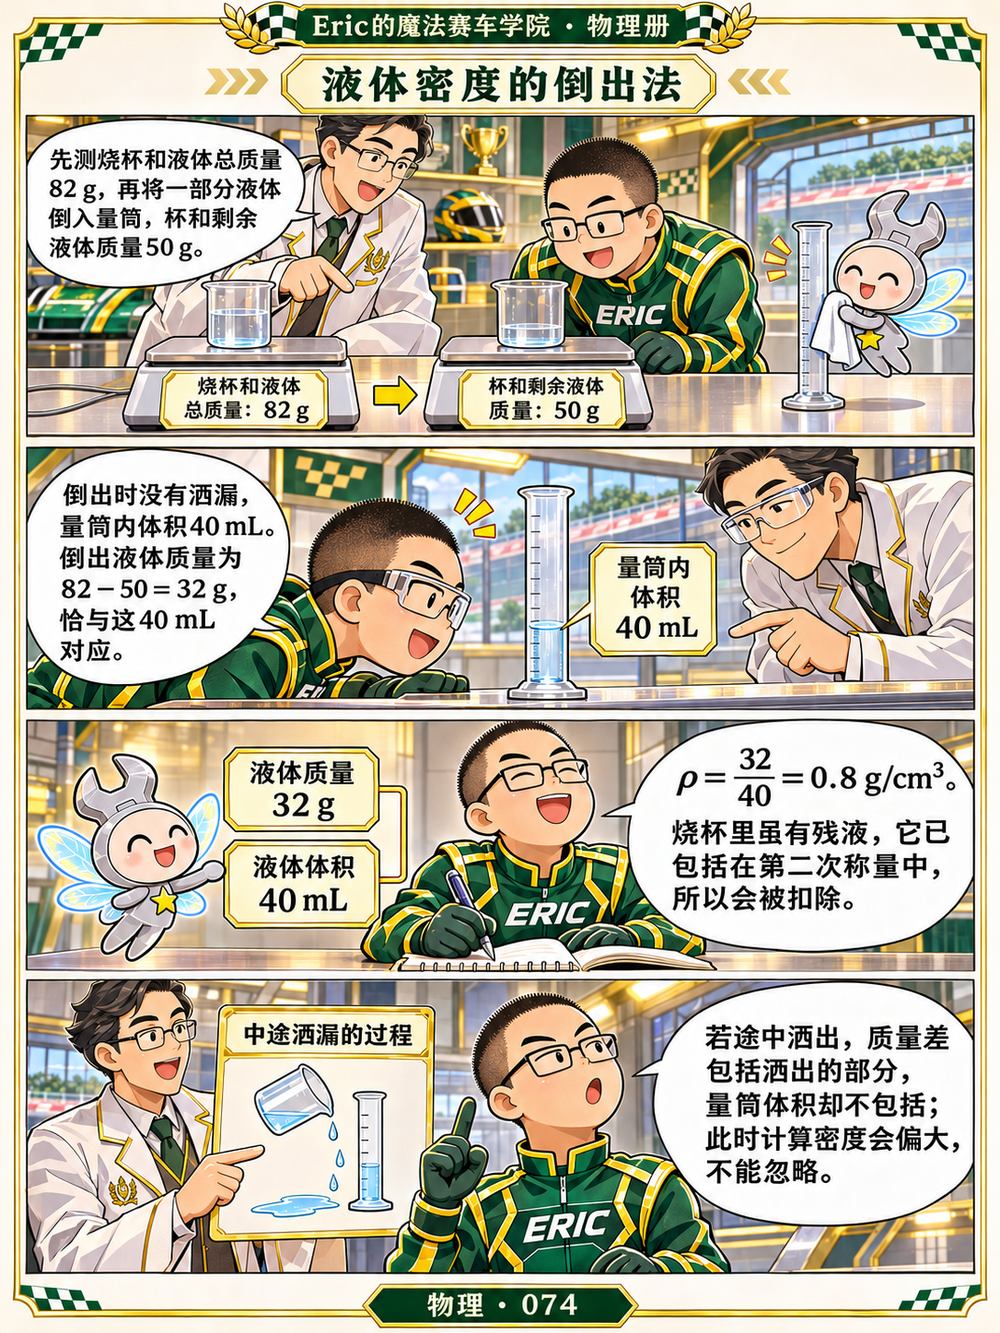 Eric的魔法赛车学院 · 物理册
液体密度的倒出法
先测烧杯和液体总质量
82 g，再将一部分液体
倒入量筒，杯和剩余
液体质量50 g。
ERIC
烧杯和液体
总质量：82 g
杯和剩余液体
质量：50 g
倒出时没有洒漏，
量筒内体积40 mL。
倒出液体质量为
82 − 50 = 32 g，
恰与这40 mL
对应。
量筒内
体积
40 mL
液体质量
32 g
液体体积
40 mL
ERIC
ρ = 32/40 = 0.8 g/cm³。
烧杯里虽有残液，它已
包括在第二次称量中，
所以会被扣除。
中途洒漏的过程
ERIC
若途中洒出，质量差
包括洒出的部分，
量筒体积却不包括；
此时计算密度会偏大，
不能忽略。
物理 · 074